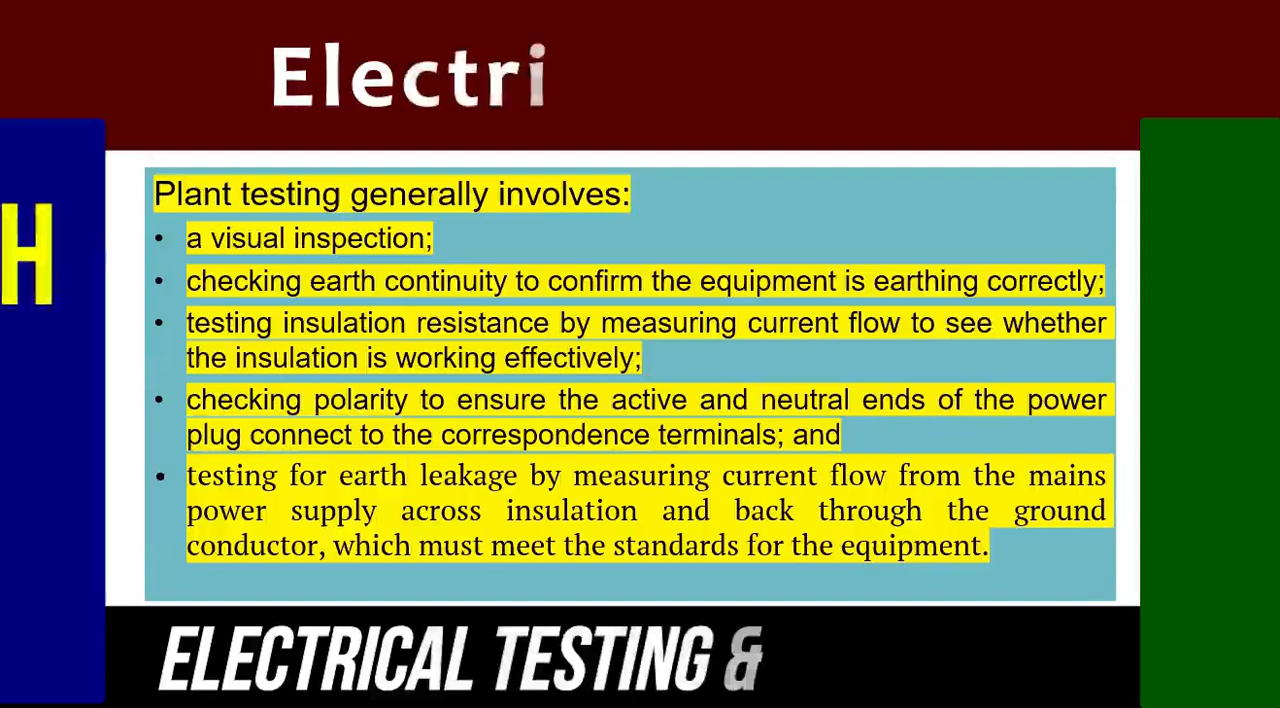 Electri
H
Plant testing generally involves:
• a visual inspection;
• checking earth continuity to confirm the equipment is earthing correctly;
• testing insulation resistance by measuring current flow to see whether
the insulation is working effectively;
• checking polarity to ensure the active and neutral ends of the power
plug connect to the correspondence terminals; and
• testing for earth leakage by measuring current flow from the mains
power supply across insulation and back through the ground
conductor, which must meet the standards for the equipment.
ELECTRICAL TESTING &